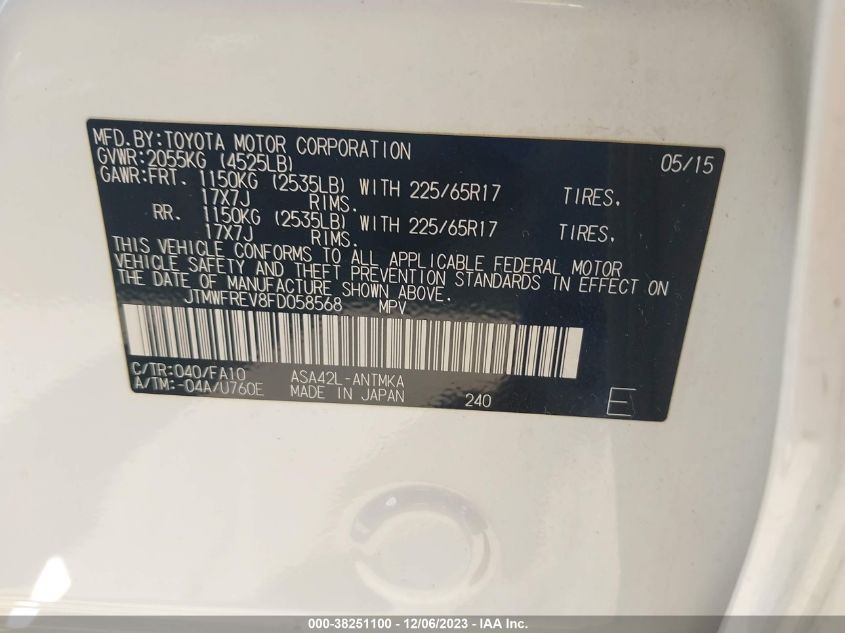 MFD.BY:TOYOTA MOTOR CORPORATION 05/15
GVWR:2055KG (4525LB)
GAWR:FRT. 1150KG (2535LB) WITH 225/65R17 TIRES,
17X7J RIMS.
RR. 1150KG (2535LB) WITH 225/65R17 TIRES,
17X7J RIMS.
THIS VEHICLE CONFORMS TO ALL APPLICABLE FEDERAL MOTOR
VEHICLE SAFETY AND THEFT PREVENTION STANDARDS IN EFFECT ON
THE DATE OF MANUFACTURE SHOWN ABOVE.
JTMWFREV8FD058568 MPV
C/TR:040/FA10 ASA42L-ANTMKA
A/TM:-04A/U760E MADE IN JAPAN 240 E
000-38251100 - 12/06/2023 - IAA Inc.